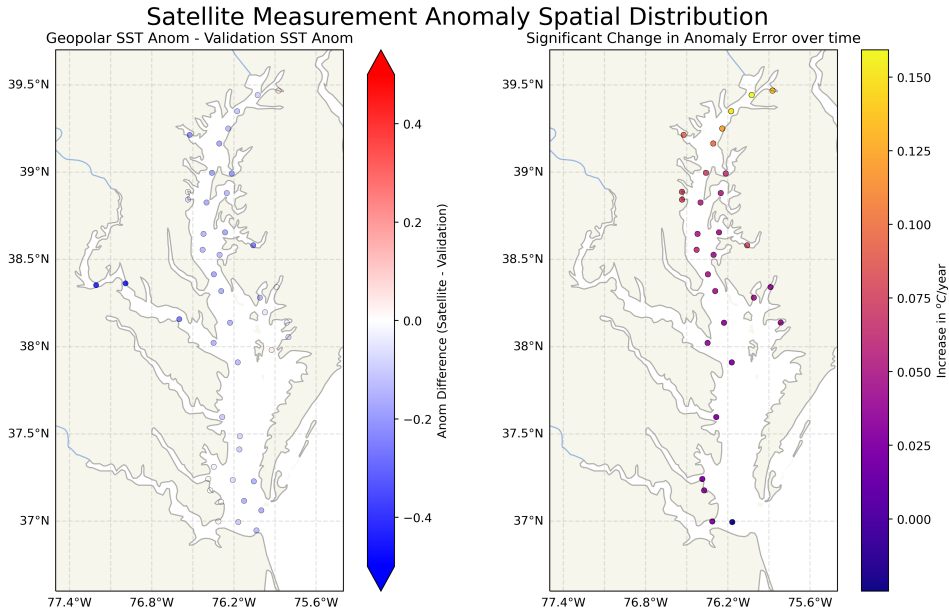 Satellite Measurement Anomaly Spatial Distribution
Geopolar SST Anom - Validation SST Anom
Significant Change in Anomaly Error over time
39.5°N
39°N
38.5°N
38°N
37.5°N
37°N
77.4°W 76.8°W 76.2°W 75.6°W
0.4
0.2
0.0
−0.2
−0.4
Anom Difference (Satellite - Validation)
39.5°N
39°N
38.5°N
38°N
37.5°N
37°N
77.4°W 76.8°W 76.2°W 75.6°W
0.150
0.125
0.100
0.075
0.050
0.025
0.000
Increase in °C/year